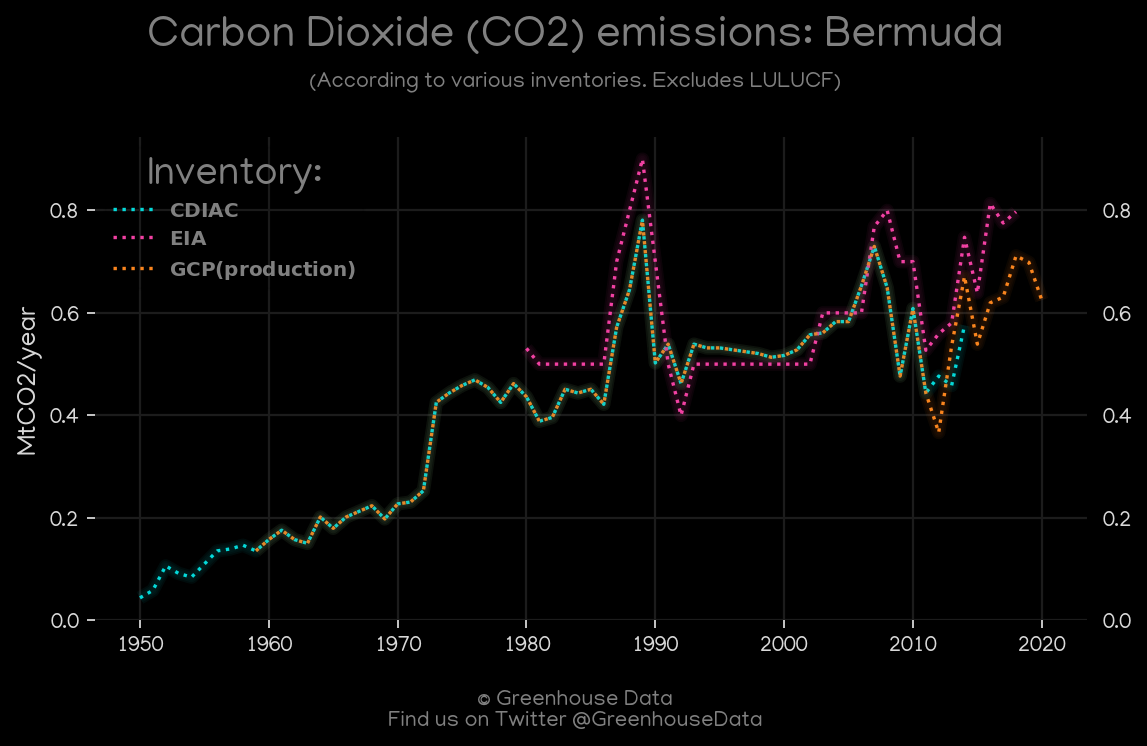 Carbon Dioxide (CO2) emissions: Bermuda
(According to various inventories. Excludes LULUCF)
Inventory:
CDIAC
EIA
GCP(production)
MtCO2/year
0.8 0.8
0.6 0.6
0.4 0.4
0.2 0.2
0.0 0.0
1950 1960 1970 1980 1990 2000 2010 2020
© Greenhouse Data
Find us on Twitter @GreenhouseData